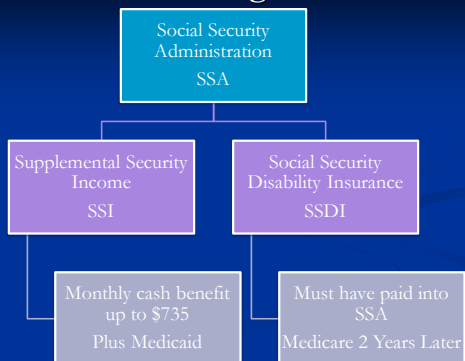 Social Security
Administration
SSA
Supplemental Security
Income
SSI
Social Security
Disability Insurance
SSDI
Monthly cash benefit
up to $735
Plus Medicaid
Must have paid into
SSA
Medicare 2 Years Later